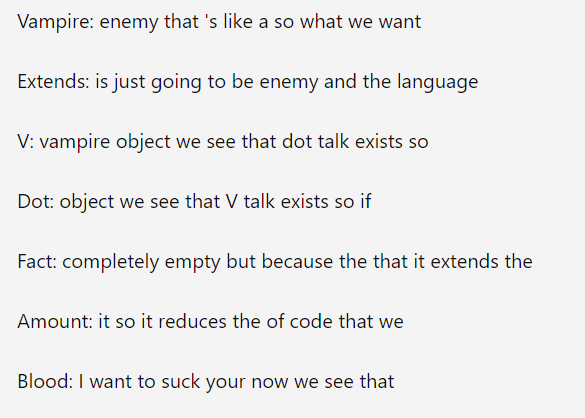 Vampire: enemy that 's like a so what we want
Extends: is just going to be enemy and the language
V: vampire object we see that dot talk exists so
Dot: object we see that V talk exists so if
Fact: completely empty but because the that it extends the
Amount: it so it reduces the of code that we
Blood: I want to suck your now we see that